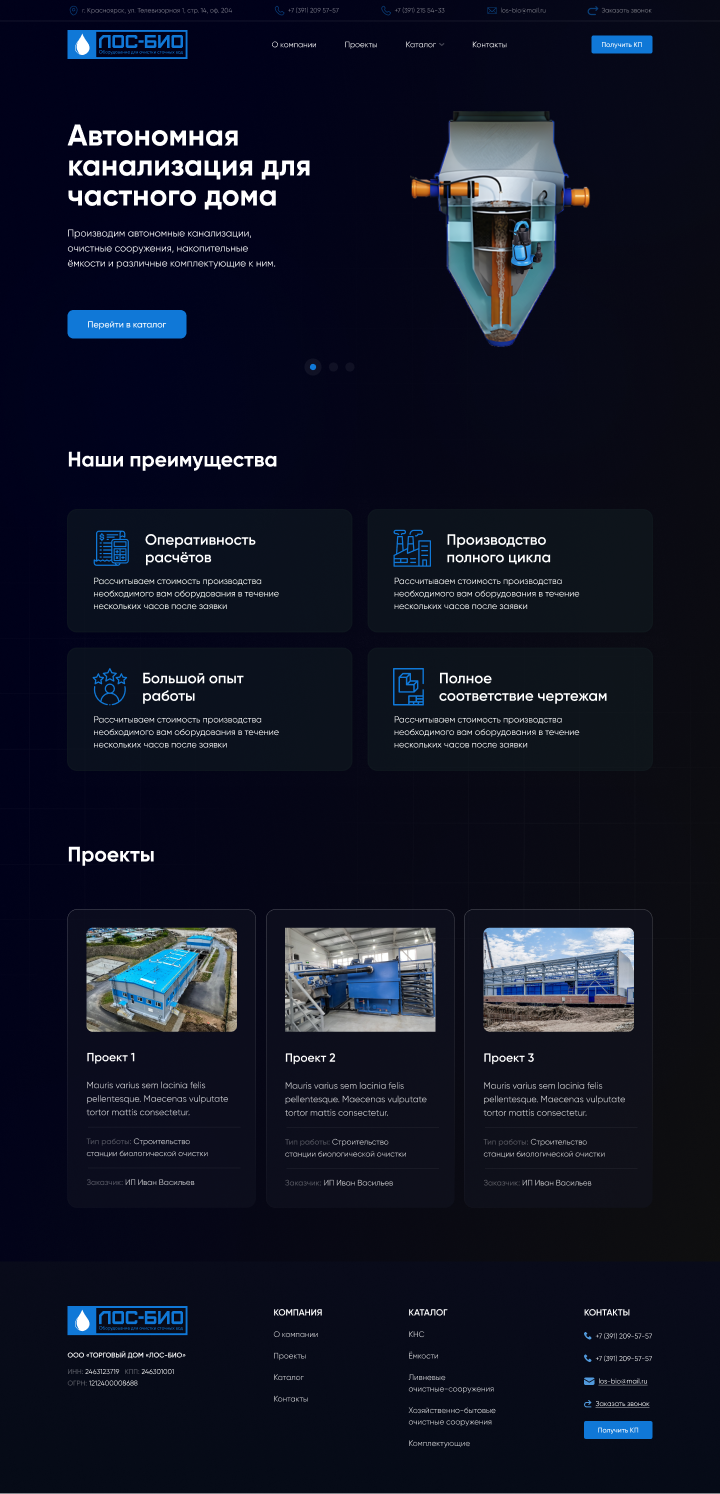 г. Красноярск, ул. Телевизорная 1, стр. 14, оф. 204
+7 (391) 209 57-57
+7 (391) 215 54-33
los-bio@mail.ru
Заказать звонок
ЛОС-БИО
Оборудование для очистки сточных вод
О компании
Проекты
Каталог
Контакты
Получить КП
Автономная
канализация для
частного дома
Производим автономные канализации,
очистные сооружения, накопительные
ёмкости и различные комплектующие к ним.
Перейти в каталог
Наши преимущества
Оперативность
расчётов
Рассчитываем стоимость производства
необходимого вам оборудования в течение
нескольких часов после заявки
Производство
полного цикла
Рассчитываем стоимость производства
необходимого вам оборудования в течение
нескольких часов после заявки
Большой опыт
работы
Рассчитываем стоимость производства
необходимого вам оборудования в течение
нескольких часов после заявки
Полное
соответствие чертежам
Рассчитываем стоимость производства
необходимого вам оборудования в течение
нескольких часов после заявки
Проекты
Проект 1
Mauris varius sem lacinia felis
pellentesque. Maecenas vulputate
tortor mattis consectetur.
Тип работы: Строительство
станции биологической очистки
Заказчик: ИП Иван Васильев
Проект 2
Mauris varius sem lacinia felis
pellentesque. Maecenas vulputate
tortor mattis consectetur.
Тип работы: Строительство
станции биологической очистки
Заказчик: ИП Иван Васильев
Проект 3
Mauris varius sem lacinia felis
pellentesque. Maecenas vulputate
tortor mattis consectetur.
Тип работы: Строительство
станции биологической очистки
Заказчик: ИП Иван Васильев
ЛОС-БИО
Оборудование для очистки сточных вод
ООО «ТОРГОВЫЙ ДОМ «ЛОС-БИО»
ИНН: 2463123719 КПП: 246301001
ОГРН: 1212400008688
КОМПАНИЯ
О компании
Проекты
Каталог
Контакты
КАТАЛОГ
КНС
Ёмкости
Ливневые
очистные-сооружения
Хозяйственно-бытовые
очистные сооружения
Комплектующие
КОНТАКТЫ
+7 (391) 209-57-57
+7 (391) 209-57-57
los-bio@mail.ru
Заказать звонок
Получить КП